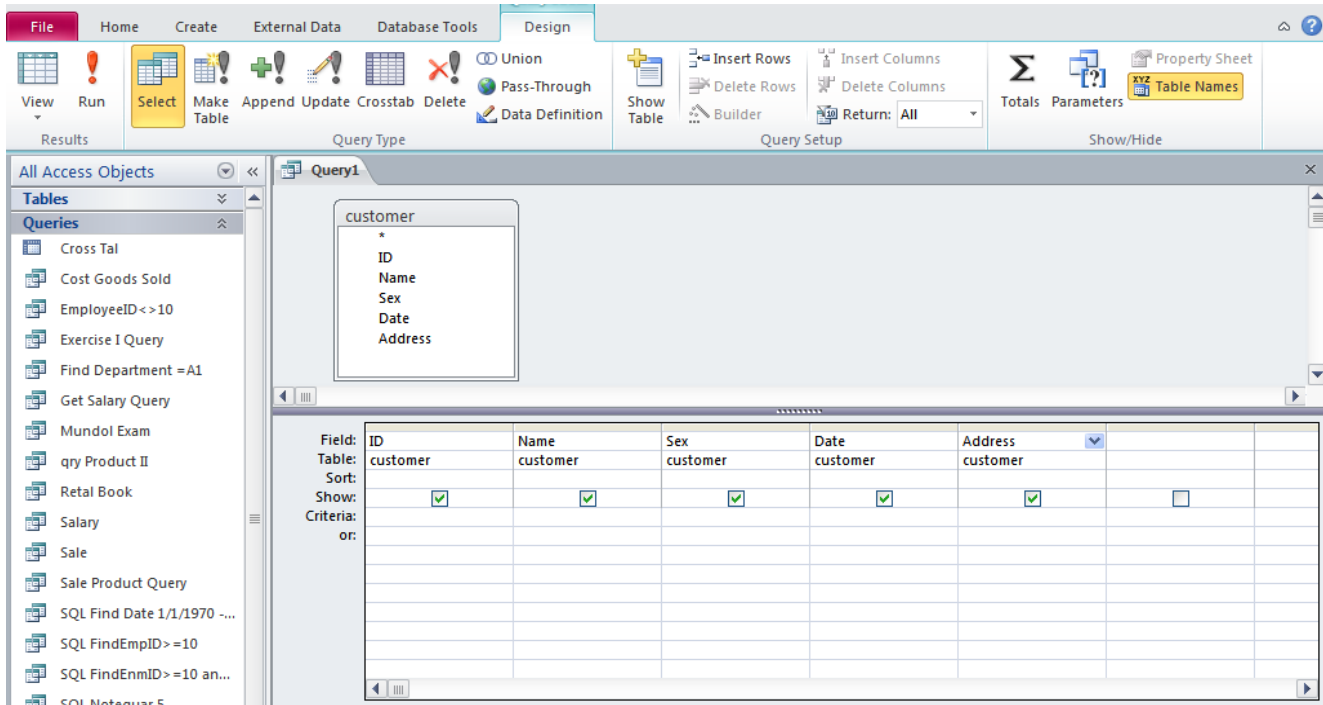 File Home Create External Data Database Tools Design
View Run Select Make Table Append Update Crosstab Delete
Union
Pass-Through
Data Definition
Show Table
Insert Rows
Delete Rows
Builder
Insert Columns
Delete Columns
Return: All
Totals Parameters
Property Sheet
Table Names
Results Query Type Query Setup Show/Hide
All Access Objects
Tables
Queries
Cross Tal
Cost Goods Sold
EmployeeID<>10
Exercise I Query
Find Department =A1
Get Salary Query
Mundol Exam
qry Product II
Retal Book
Salary
Sale
Sale Product Query
SQL Find Date 1/1/1970 -...
SQL FindEmpID>=10
SQL FindEnmID>=10 an...
SQL Notequar 5
Query1
customer
*
ID
Name
Sex
Date
Address
Field: ID Name Sex Date Address
Table: customer customer customer customer customer
Sort:
Show:
Criteria:
or: